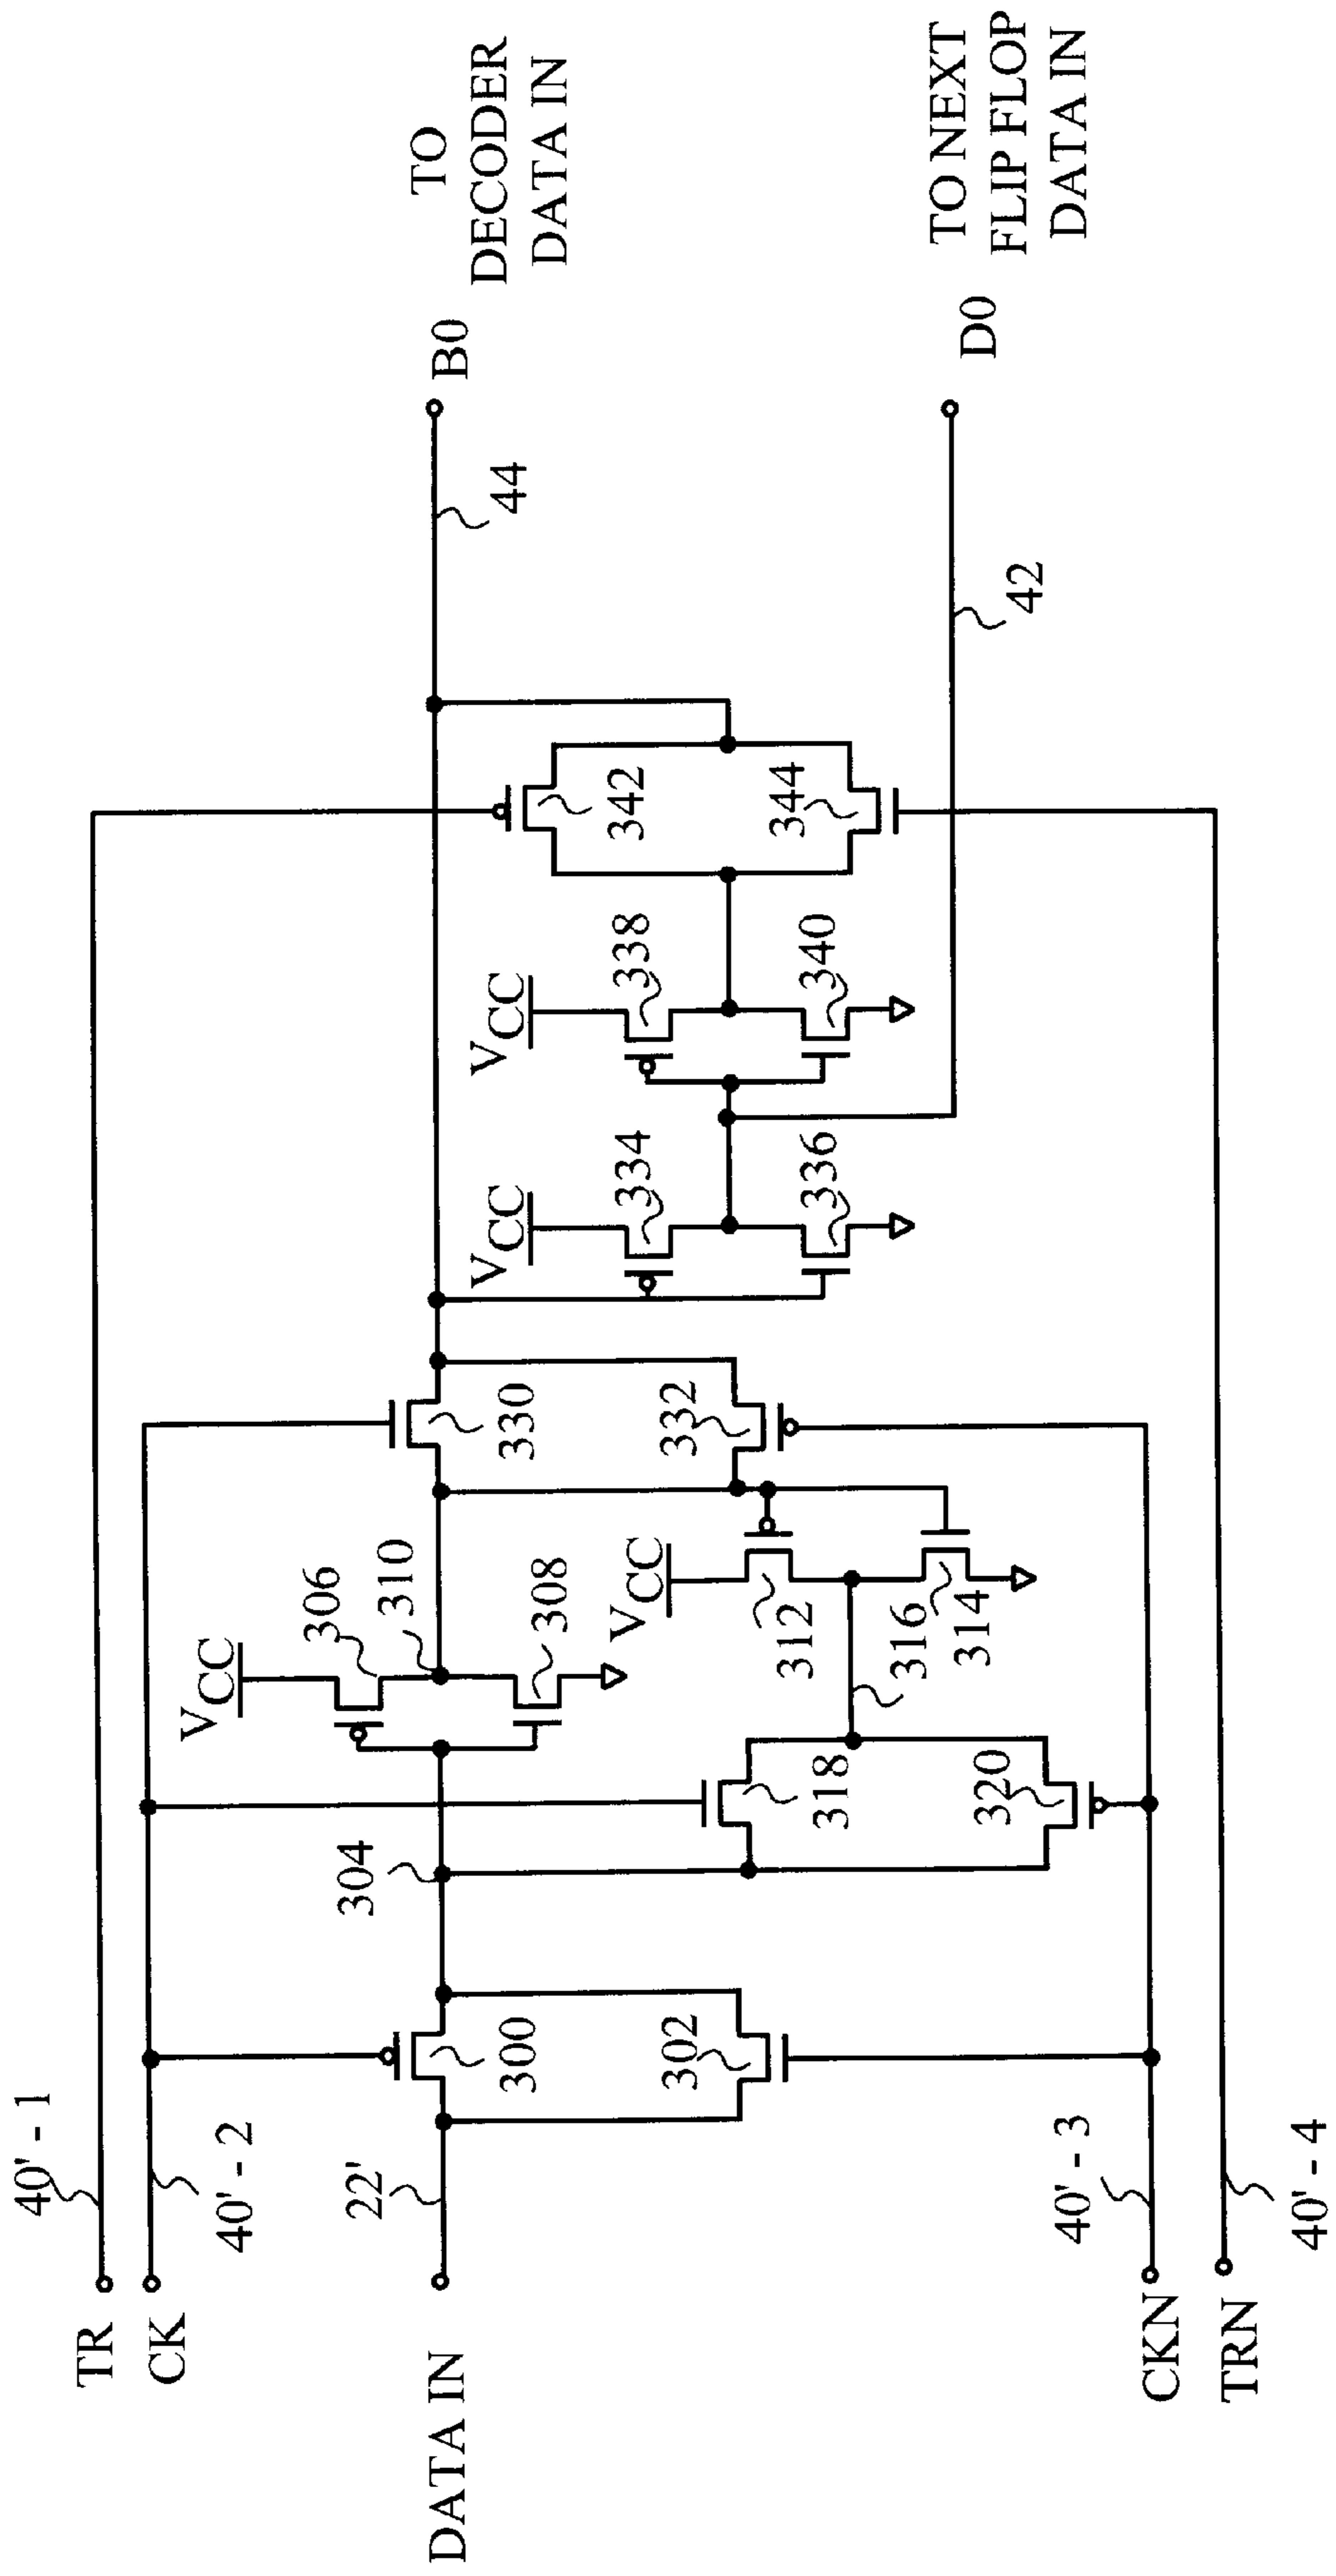 40' - 1
TR
CK
40' - 2
DATA IN
22'
300
302
304
VCC
306
310
308
318
320
VCC
312
316
314
330
332
VCC
334
336
VCC
338
340
342
344
44
B0
TO
DECODER
DATA IN
42
D0
TO NEXT
FLIP FLOP
DATA IN
40' - 3
CKN
TRN
40' - 4